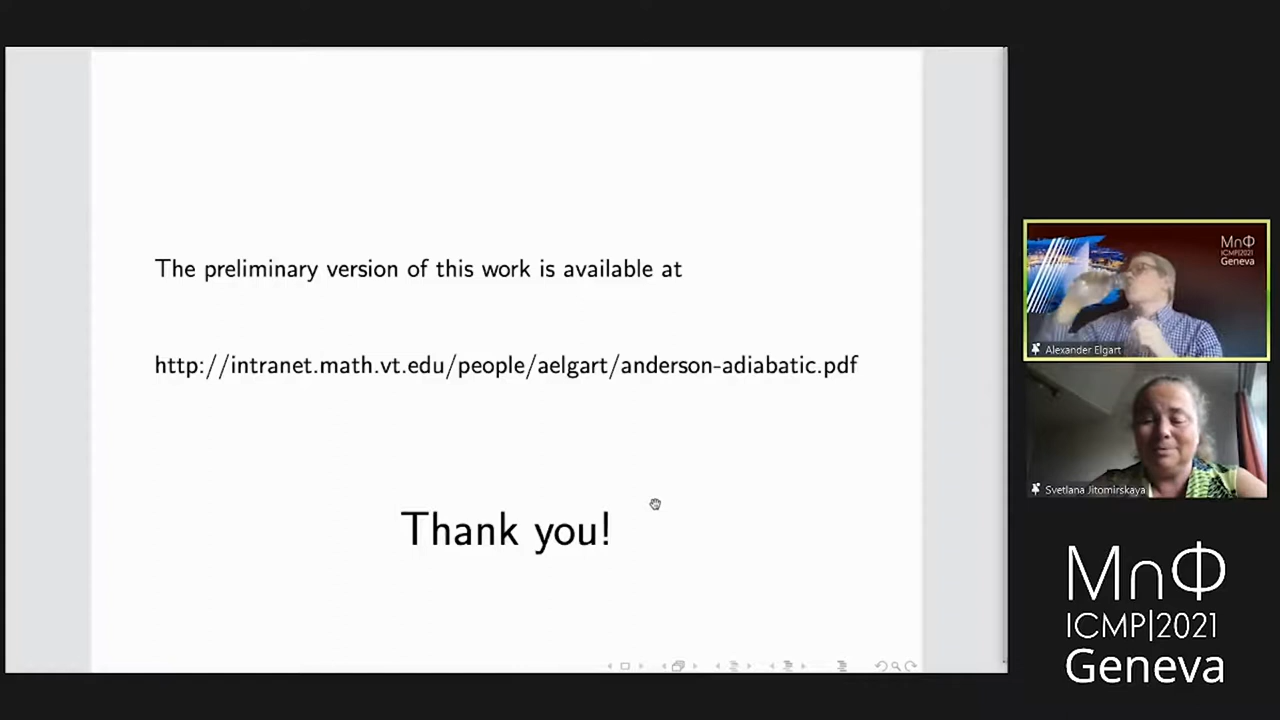 The preliminary version of this work is available at
http://intranet.math.vt.edu/people/aelgart/anderson-adiabatic.pdf
Thank you!
MnΦ
ICMP|2021
Geneva
Alexander Elgart
Svetlana Jitomirskaya
M∩Φ
ICMP|2021
Geneva